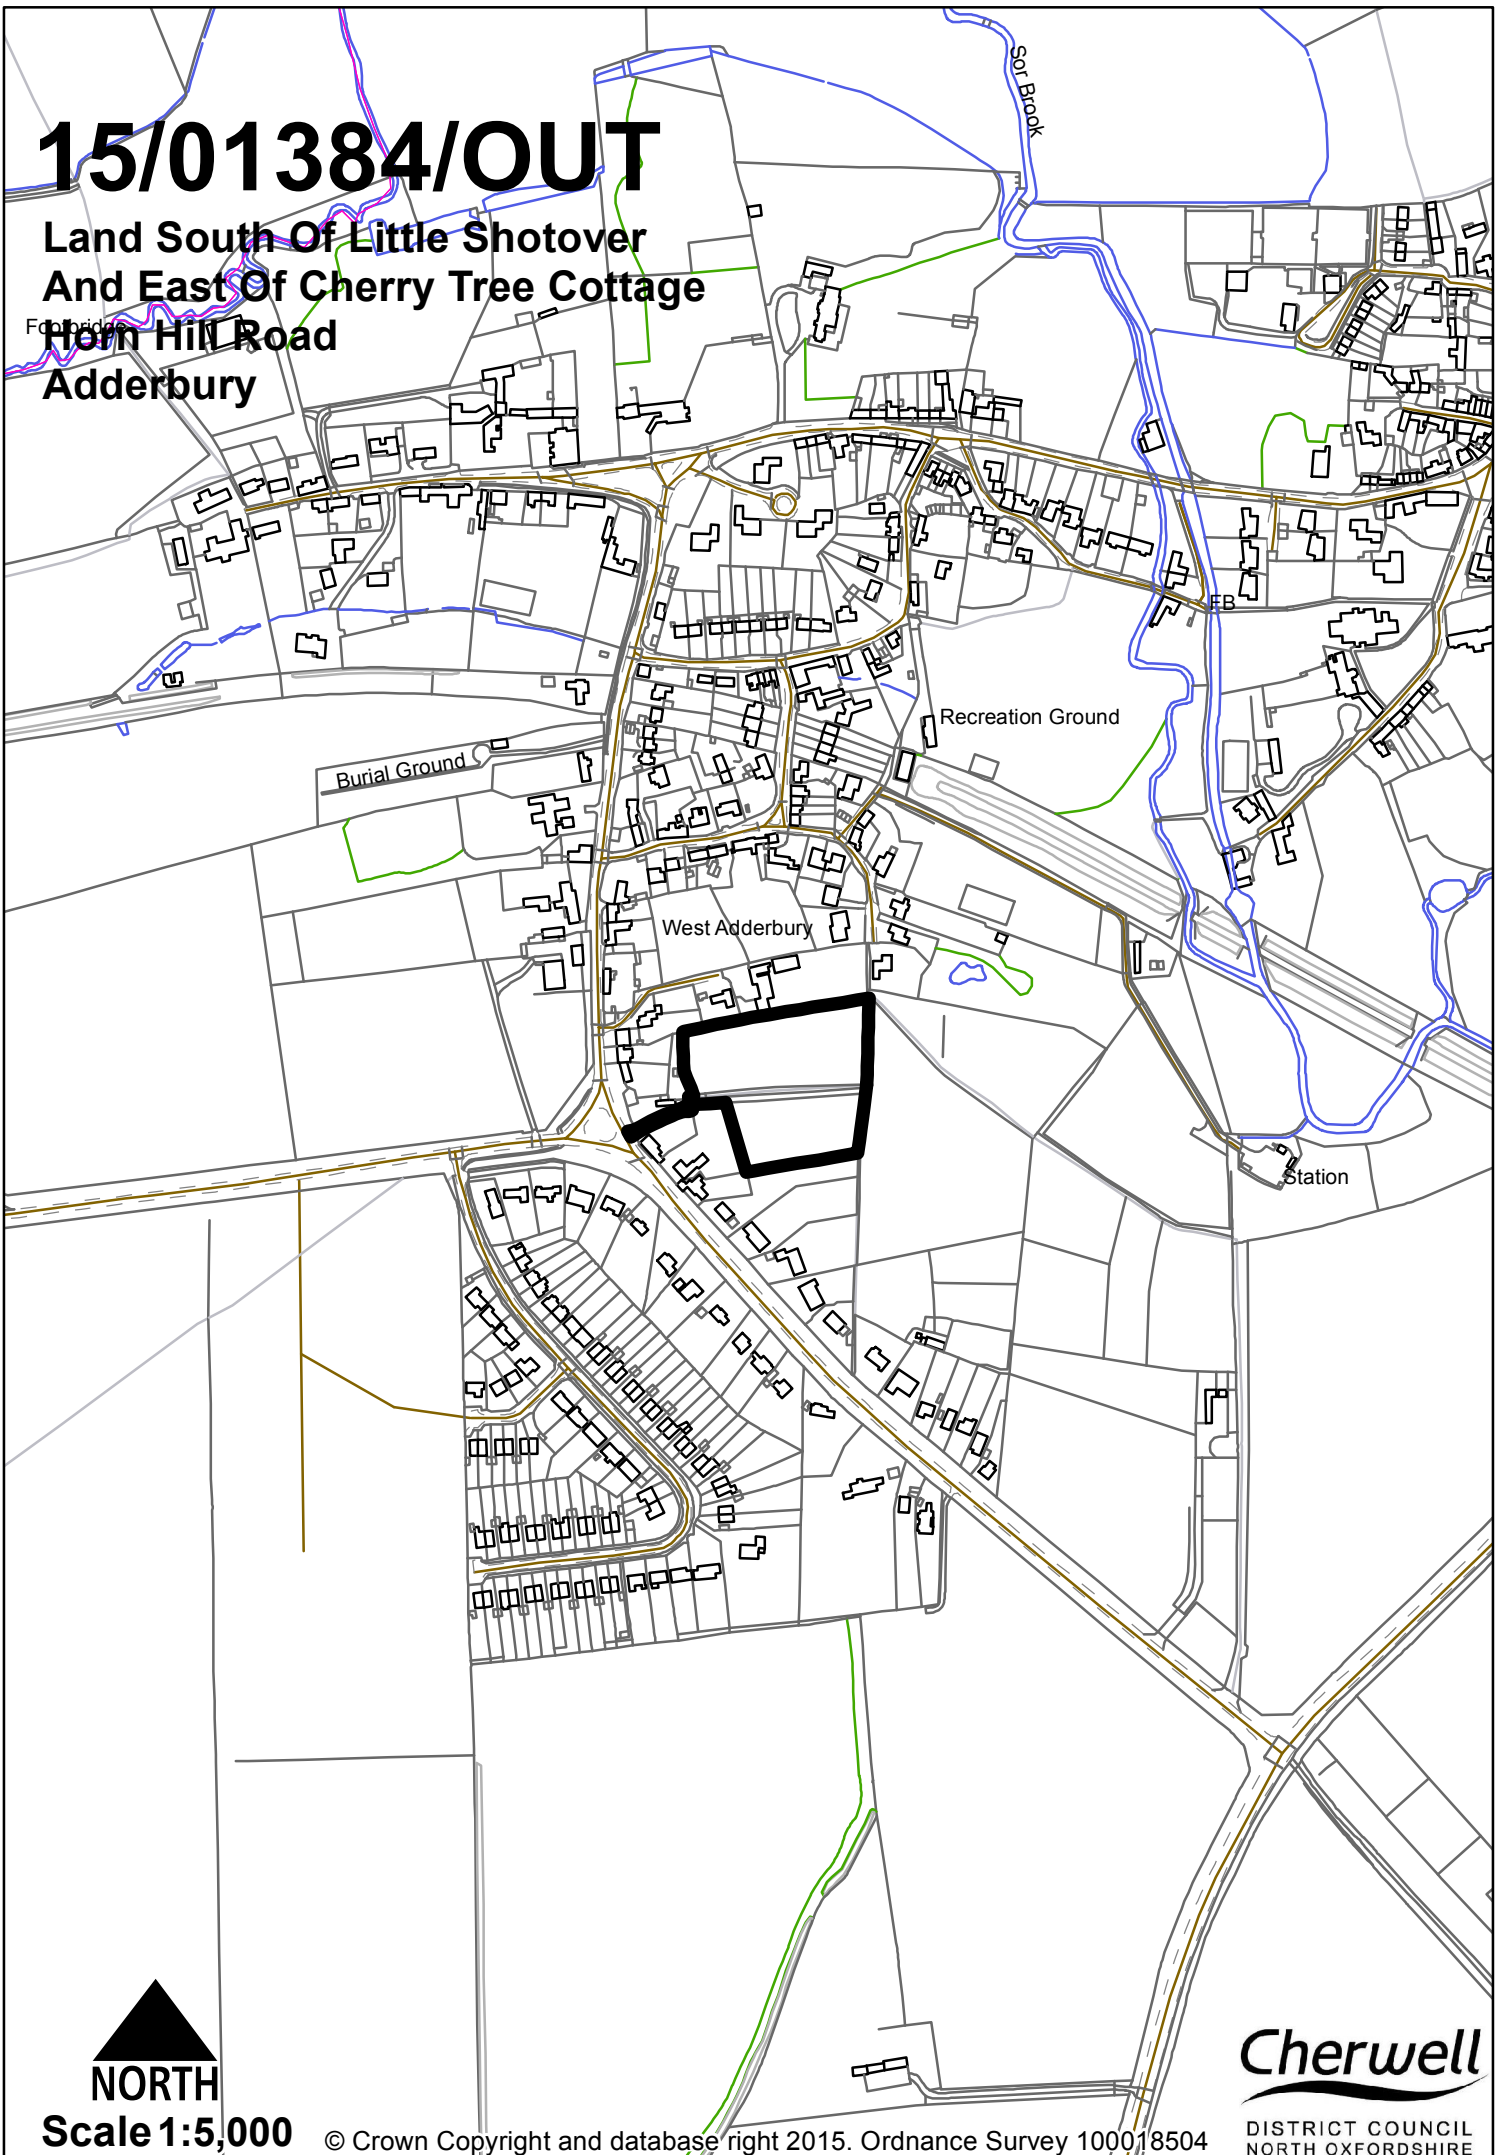 Sor Brook
15/01384/OUT
Land South Of Little Shotover
And East Of Cherry Tree Cottage
Footbridge
Horn Hill Road
Adderbury
FB
Recreation Ground
Burial Ground
West Adderbury
Station
NORTH
Scale 1:5,000
© Crown Copyright and database right 2015. Ordnance Survey 100018504
Cherwell
DISTRICT COUNCIL
NORTH OXFORDSHIRE